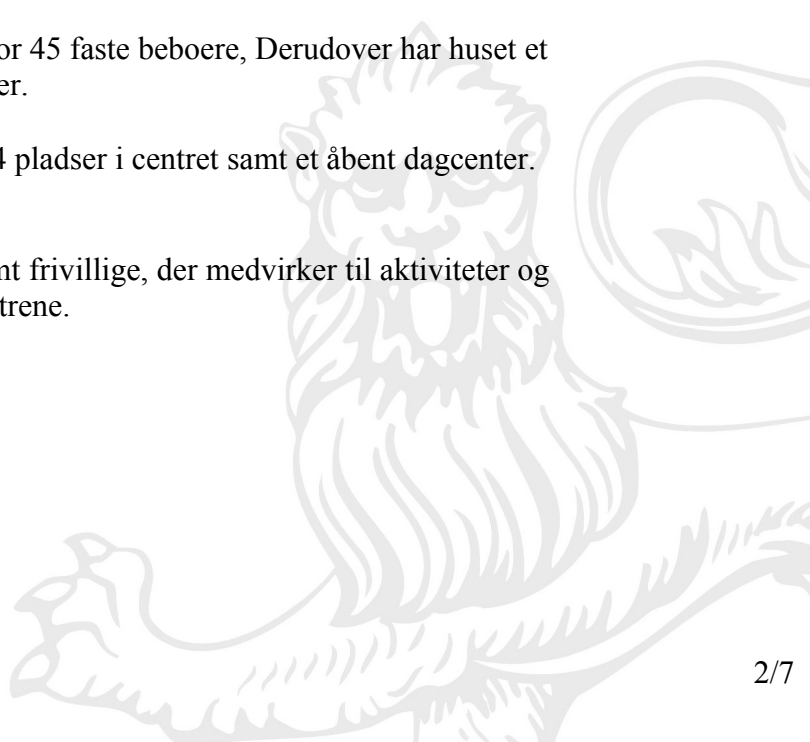 or 45 faste beboere, Derudover har huset et
er.
4 pladser i centret samt et åbent dagcenter.
nt frivillige, der medvirker til aktiviteter og
trene.
2/7